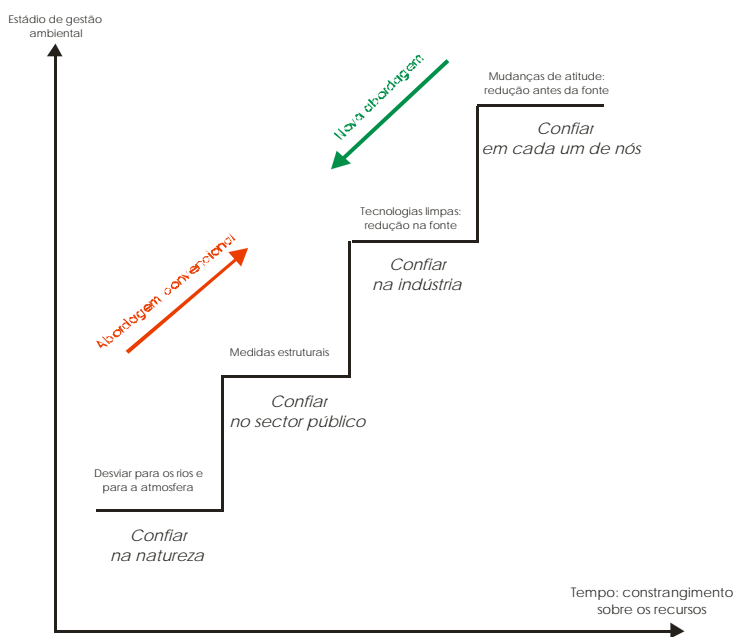 Estádio de gestão
ambiental
Nova abordagem
Mudanças de atitude:
redução antes da fonte
Confiar
em cada um de nós
Tecnologias limpas:
redução na fonte
Confiar
na indústria
Abordagem convencional
Medidas estruturais
Confiar
no sector público
Desviar para os rios e
para a atmosfera
Confiar
na natureza
Tempo: constrangimento
sobre os recursos